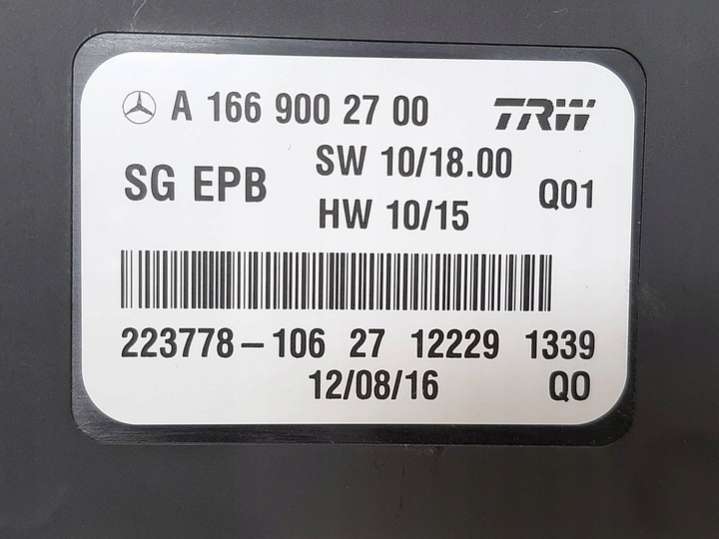 A 166 900 27 00 TRW
SG EPB SW 10/18.00 Q01
HW 10/15
223778-106 27 12229 1339
12/08/16 Q0